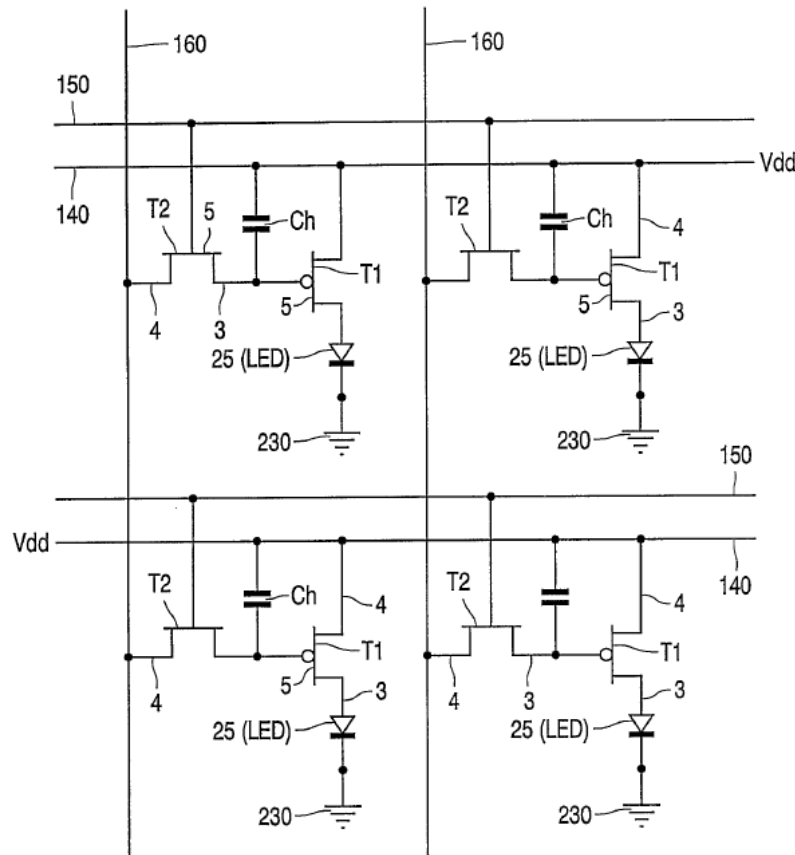 160 160
150
Vdd
140
T2 5 Ch T1
4 3 5
25 (LED)
230
T2 Ch 4
T1
5 3
25 (LED)
230
150
Vdd
140
T2 Ch 4
T1
4 5 3
25 (LED)
230
T2 4
T1
4 3 3
25 (LED)
230